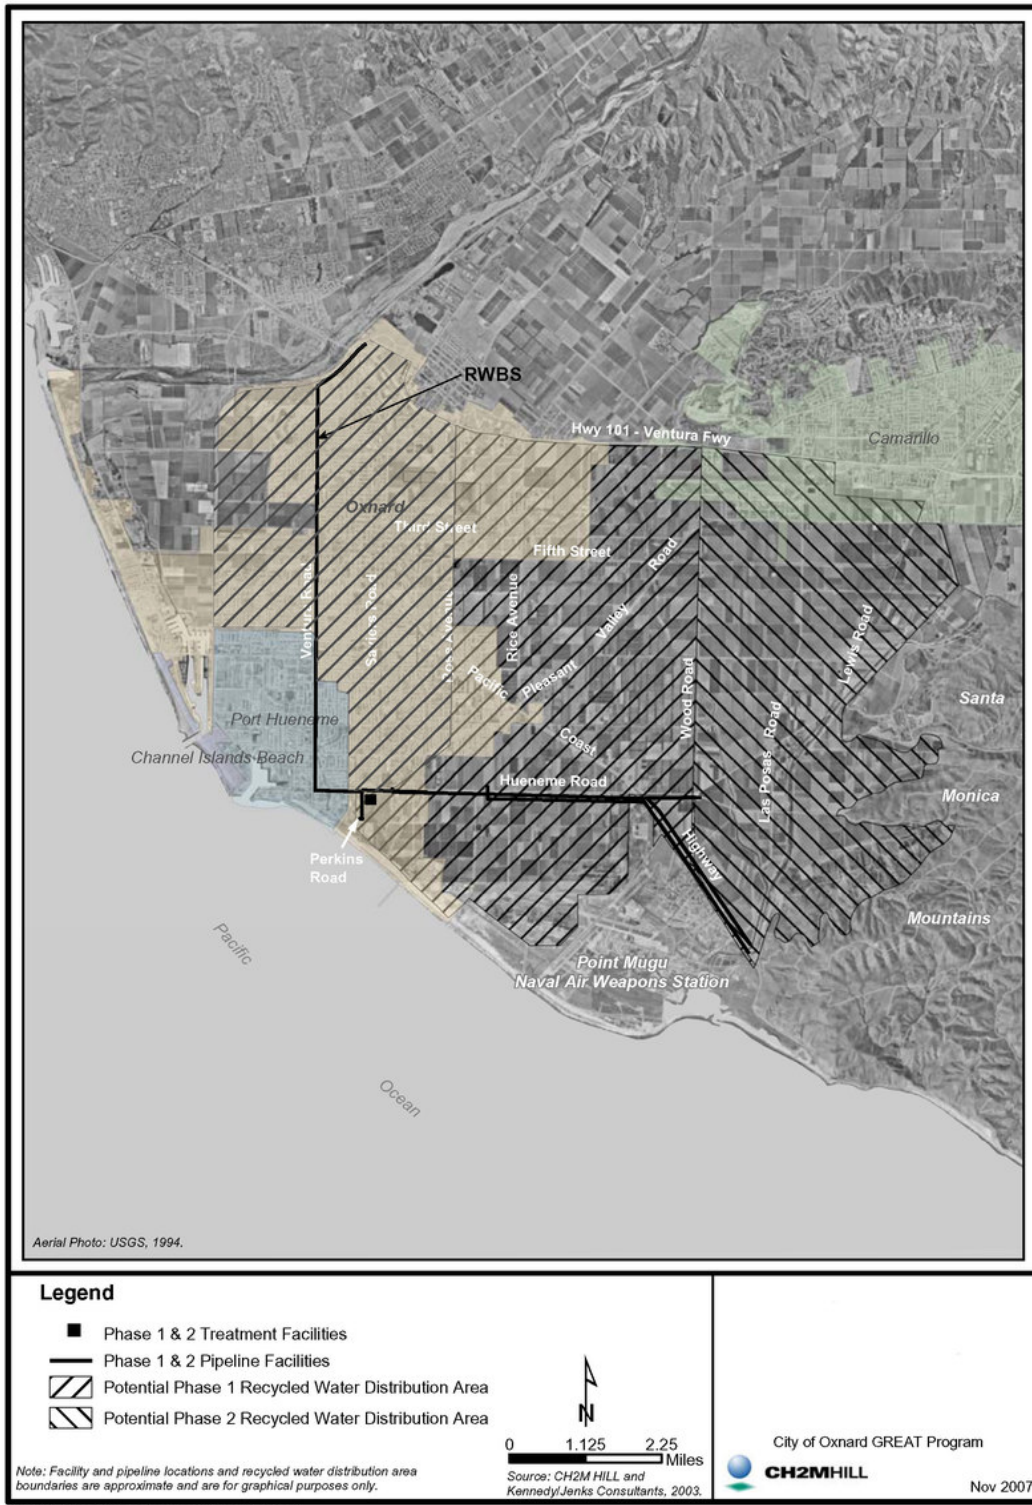 RWBS
Hwy 101 - Ventura Fwy
Camarillo
Oxnard
Third Street
Fifth Street
Road
Valley
Pleasant
Ventura Road
Saviers Road
Avenue
Rice Avenue
Wood Road
Lewis Road
Las Posas Road
Pacific
Coast
Highway
Santa
Monica
Mountains
Port Hueneme
Channel Islands Beach
Hueneme Road
Perkins
Road
Point Mugu
Naval Air Weapons Station
Pacific
Ocean
Aerial Photo: USGS, 1994.
Legend
Phase 1 & 2 Treatment Facilities
Phase 1 & 2 Pipeline Facilities
Potential Phase 1 Recycled Water Distribution Area
Potential Phase 2 Recycled Water Distribution Area
Note: Facility and pipeline locations and recycled water distribution area
boundaries are approximate and are for graphical purposes only.
N
0 1.125 2.25
Miles
Source: CH2M HILL and
Kennedy/Jenks Consultants, 2003.
City of Oxnard GREAT Program
CH2MHILL
Nov 2007